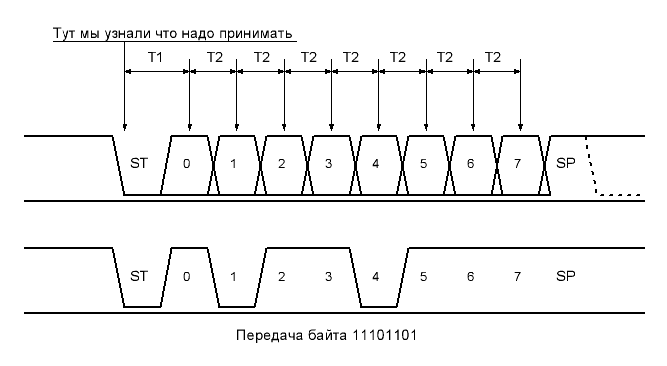 Тут мы узнали что надо принимать
T1 T2 T2 T2 T2 T2 T2 T2
ST 0 1 2 3 4 5 6 7 SP
ST 0 1 2 3 4 5 6 7 SP
Передача байта 11101101